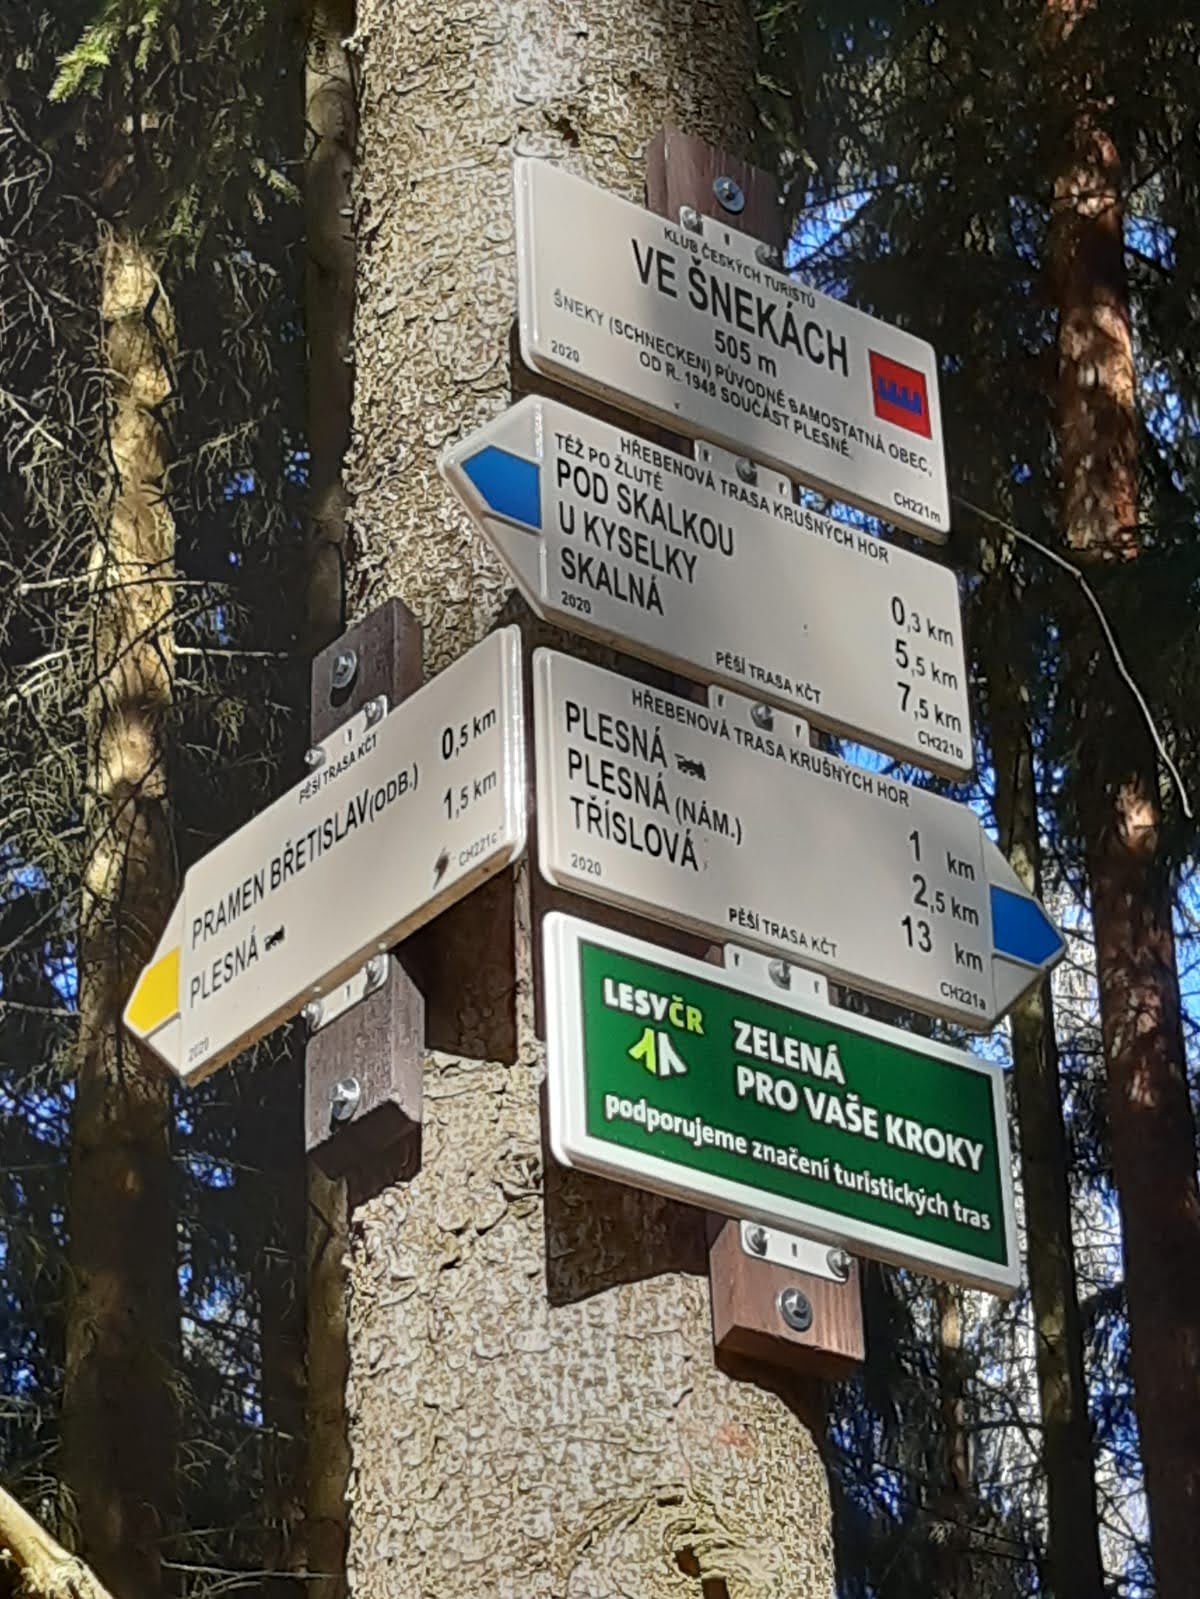 KLUB ČESKÝCH TURISTŮ
VE ŠNEKÁCH
505 m
ŠNEKY (SCHNECKEN) PŮVODNĚ SAMOSTATNÁ OBEC,
OD R. 1948 SOUČÁST PLESNÉ.
2020
CH221m
HŘEBENOVÁ TRASA KRUŠNÝCH HOR
TÉŽ PO ŽLUTÉ
POD SKALKOU 0,3 km
U KYSELKY 5,5 km
SKALNÁ 7,5 km
2020 PĚŠÍ TRASA KČT CH221b
HŘEBENOVÁ TRASA KRUŠNÝCH HOR
PLESNÁ 1 km
PLESNÁ (NÁM.) 2,5 km
TŘÍSLOVÁ 13 km
2020 PĚŠÍ TRASA KČT CH221a
PĚŠÍ TRASA KČT
PRAMEN BŘETISLAV(ODB.) 0,5 km
PLESNÁ 1,5 km
2020 CH221c
LESY ČR
ZELENÁ
PRO VAŠE KROKY
podporujeme značení turistických tras